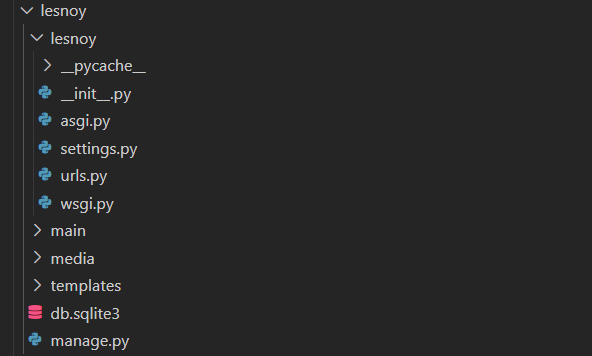 lesnoy
lesnoy
__pycache__
__init__.py
asgi.py
settings.py
urls.py
wsgi.py
main
media
templates
db.sqlite3
manage.py